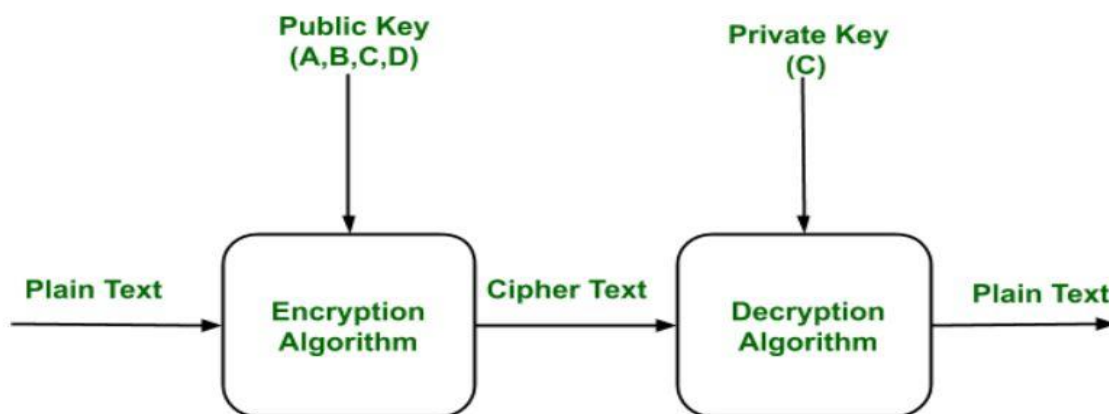 Public Key
(A,B,C,D)
Private Key
(C)
Plain Text
Encryption
Algorithm
Cipher Text
Decryption
Algorithm
Plain Text